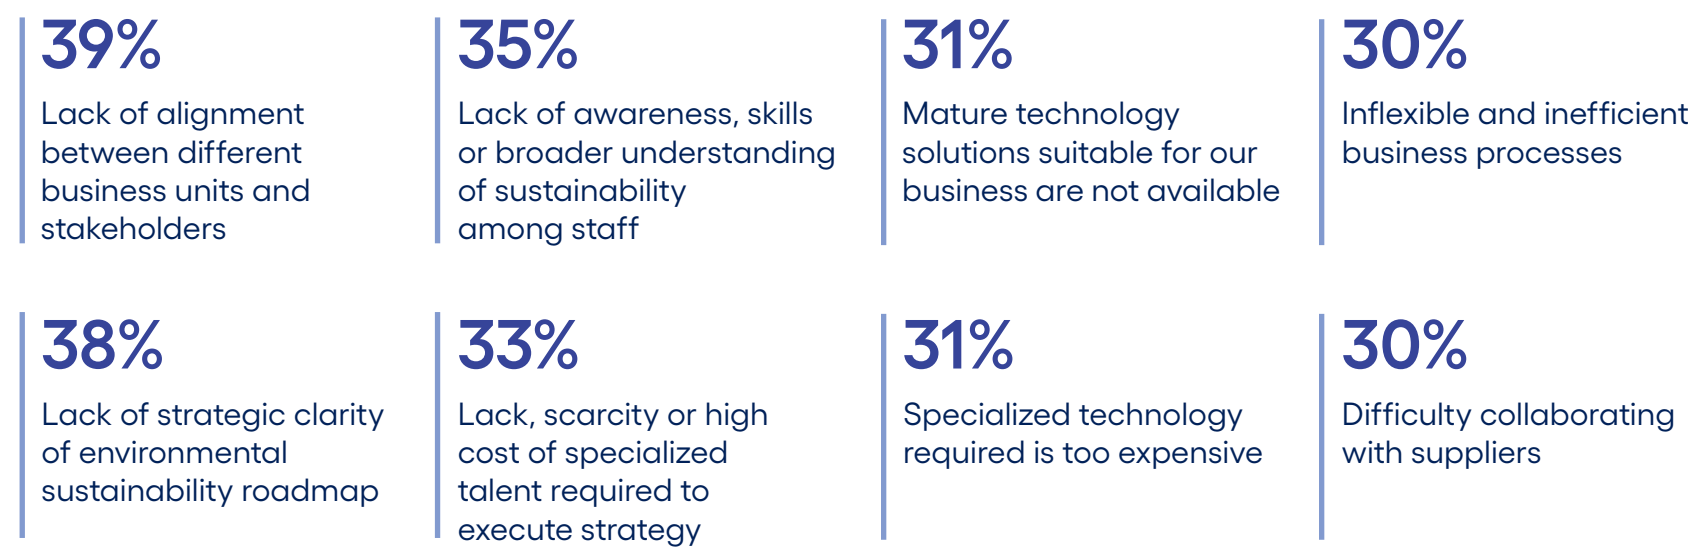 39%
Lack of alignment
between different
business units and
stakeholders
35%
Lack of awareness, skills
or broader understanding
of sustainability
among staff
31%
Mature technology
solutions suitable for our
business are not available
30%
Inflexible and inefficient
business processes
38%
Lack of strategic clarity
of environmental
sustainability roadmap
33%
Lack, scarcity or high
cost of specialized
talent required to
execute strategy
31%
Specialized technology
required is too expensive
30%
Difficulty collaborating
with suppliers